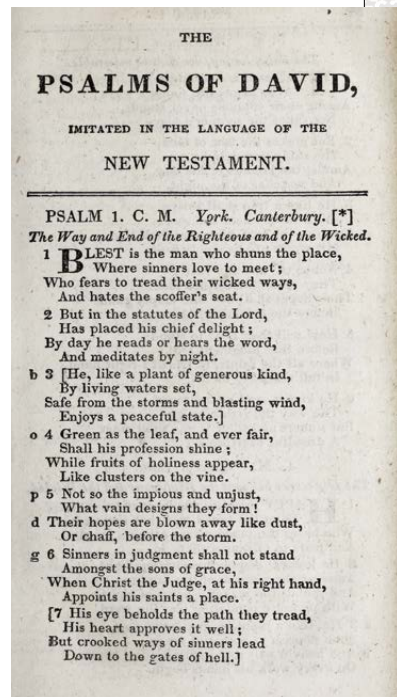 THE
PSALMS OF DAVID,
IMITATED IN THE LANGUAGE OF THE
NEW TESTAMENT.
PSALM 1. C. M. York. Canterbury. [*]
The Way and End of the Righteous and of the Wicked.
1 BLEST is the man who shuns the place,
Where sinners love to meet;
Who fears to tread their wicked ways,
And hates the scoffer's seat.
2 But in the statutes of the Lord,
Has placed his chief delight;
By day he reads or hears the word,
And meditates by night.
b 3 [He, like a plant of generous kind,
By living waters set,
Safe from the storms and blasting wind,
Enjoys a peaceful state.]
o 4 Green as the leaf, and ever fair,
Shall his profession shine;
While fruits of holiness appear,
Like clusters on the vine.
p 5 Not so the impious and unjust,
What vain designs they form!
d Their hopes are blown away like dust,
Or chaff, before the storm.
g 6 Sinners in judgment shall not stand
Amongst the sons of grace,
When Christ the Judge, at his right hand,
Appoints his saints a place.
[7 His eye beholds the path they tread,
His heart approves it well;
But crooked ways of sinners lead
Down to the gates of hell.]